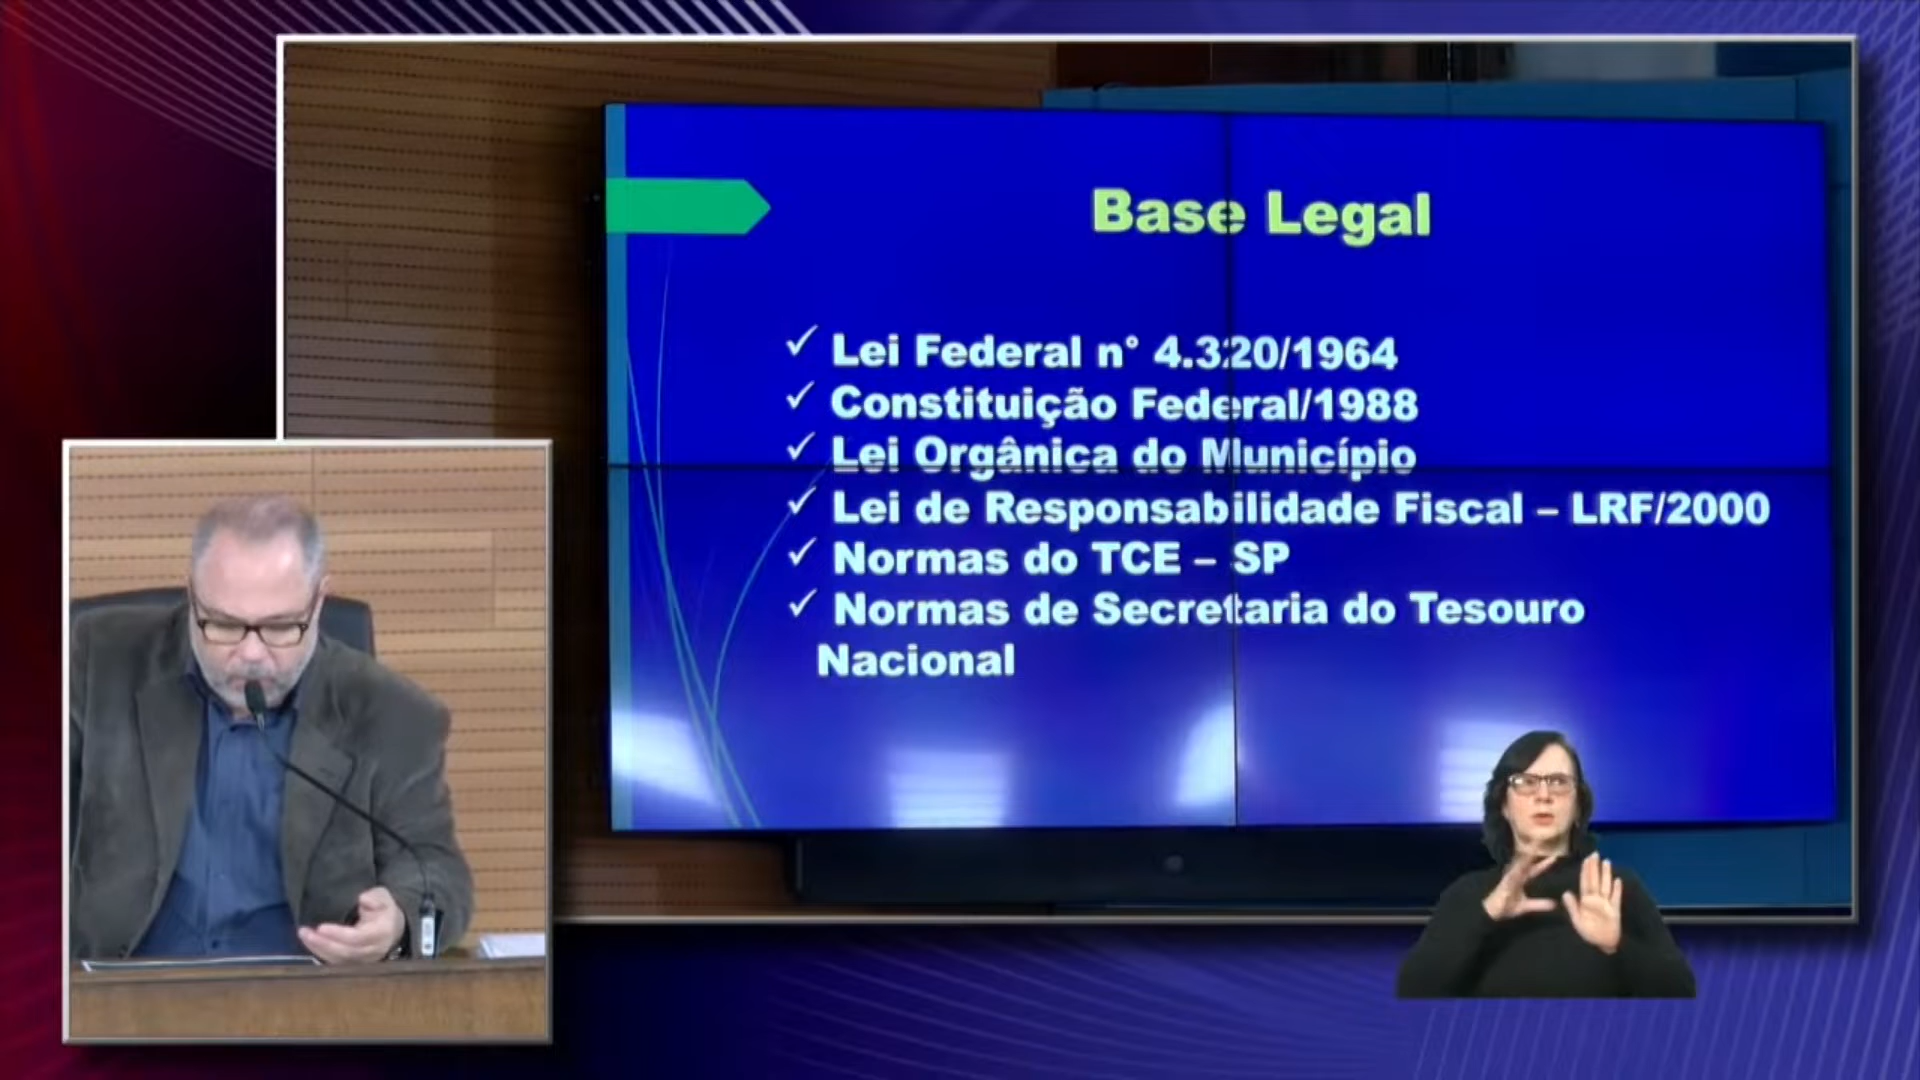 Base Legal
✓ Lei Federal n° 4.320/1964
✓ Constituição Federal/1988
✓ Lei Orgânica do Município
✓ Lei de Responsabilidade Fiscal – LRF/2000
✓ Normas do TCE – SP
✓ Normas de Secretaria do Tesouro
Nacional